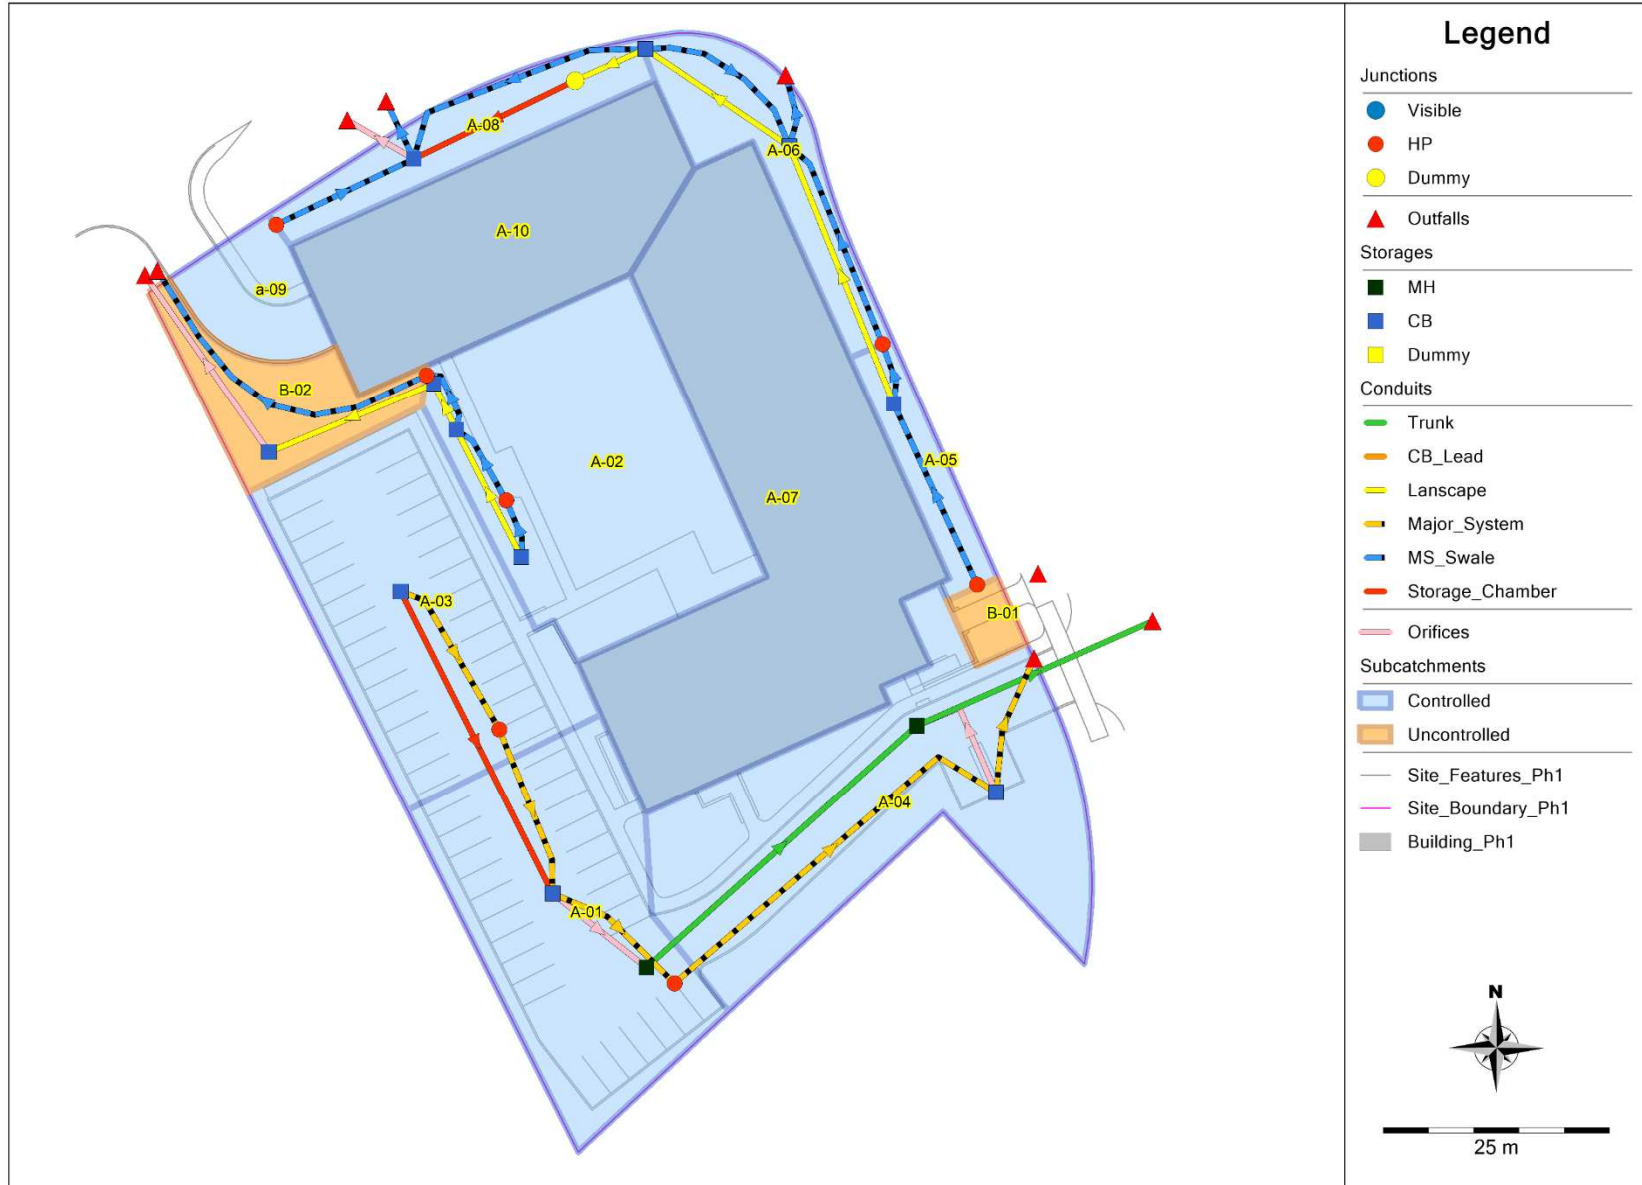 A-08
A-06
A-10
a-09
B-02
A-02
A-05
A-07
A-03
B-01
A-04
A-01
Legend
Junctions
Visible
HP
Dummy
Outfalls
Storages
MH
CB
Dummy
Conduits
Trunk
CB_Lead
Lanscape
Major_System
MS_Swale
Storage_Chamber
Orifices
Subcatchments
Controlled
Uncontrolled
Site_Features_Ph1
Site_Boundary_Ph1
Building_Ph1
N
25 m